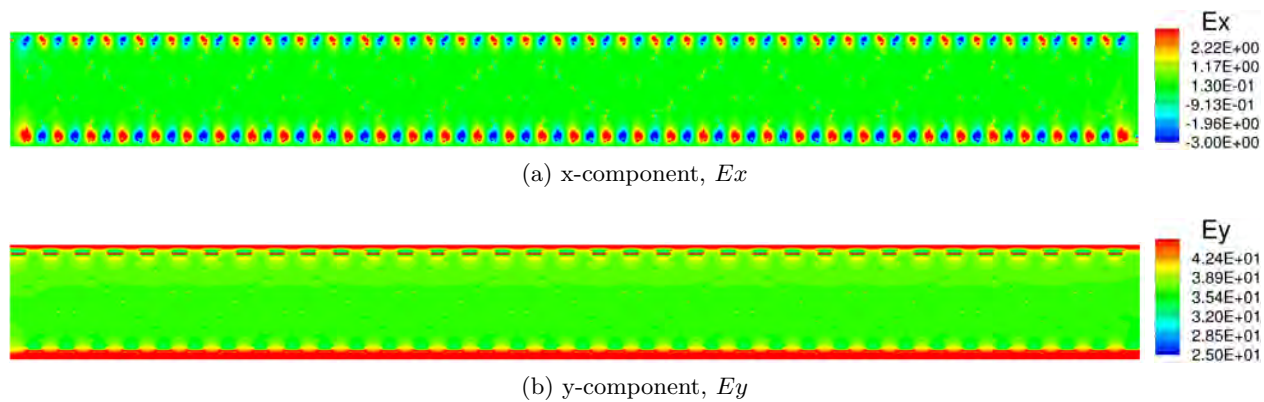 Ex
2.22E+00
1.17E+00
1.30E-01
-9.13E-01
-1.96E+00
-3.00E+00
(a) x-component, Ex
Ey
4.24E+01
3.89E+01
3.54E+01
3.20E+01
2.85E+01
2.50E+01
(b) y-component, Ey